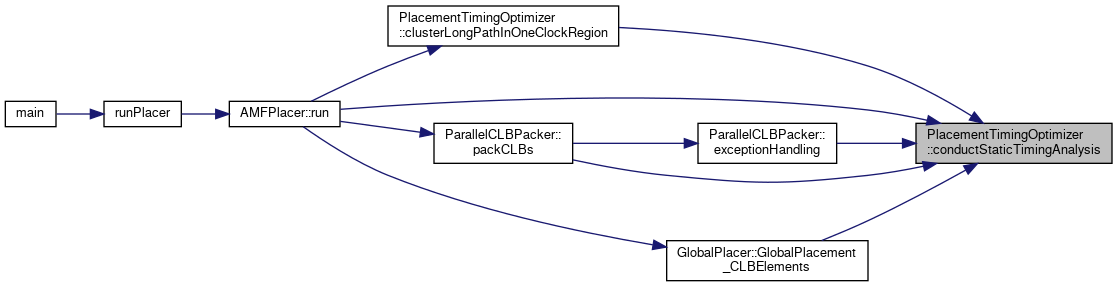 PlacementTimingOptimizer
::clusterLongPathInOneClockRegion
main
runPlacer
AMFPlacer::run
ParallelCLBPacker::
packCLBs
ParallelCLBPacker::
exceptionHandling
PlacementTimingOptimizer
::conductStaticTimingAnalysis
GlobalPlacer::GlobalPlacement
_CLBElements